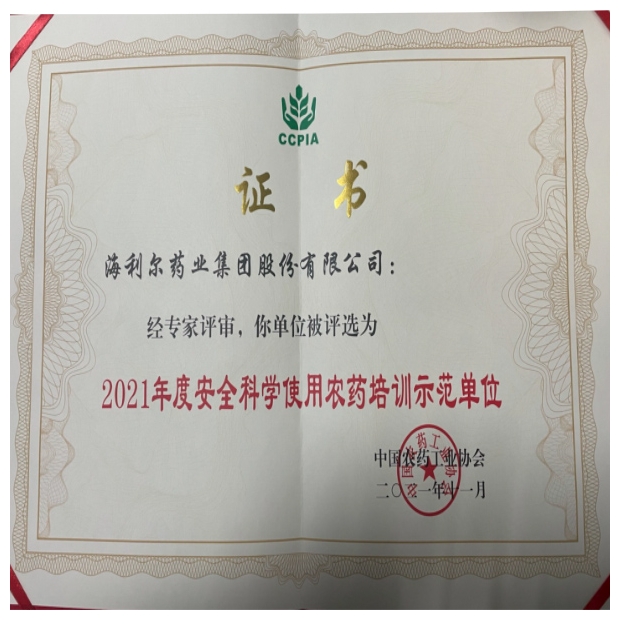 CCPIA
证 书
海利尔药业集团股份有限公司：
经专家评审，你单位被评选为
2021年度安全科学使用农药培训示范单位
中国农药工业协会
二〇二一年十一月